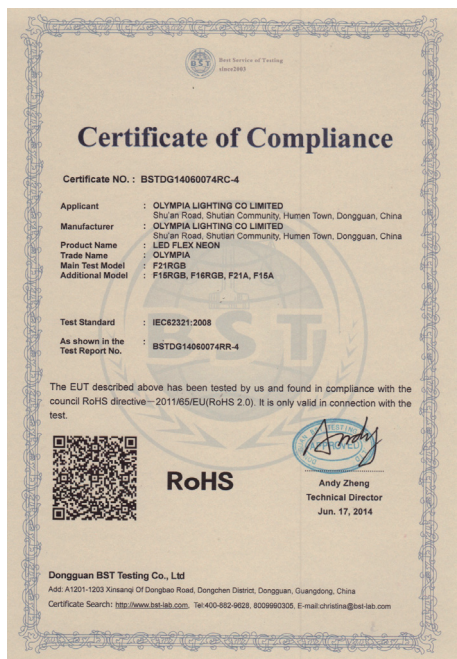 BST
Best Service of Testing
since2003
Certificate of Compliance
Certificate NO. : BSTDG14060074RC-4
Applicant : OLYMPIA LIGHTING CO LIMITED
Shu'an Road, Shutian Community, Humen Town, Dongguan, China
Manufacturer : OLYMPIA LIGHTING CO LIMITED
Shu'an Road, Shutian Community, Humen Town, Dongguan, China
Product Name : LED FLEX NEON
Trade Name : OLYMPIA
Main Test Model : F21RGB
Additional Model : F15RGB, F16RGB, F21A, F15A
Test Standard : IEC62321:2008
As shown in the :
Test Report No. BSTDG14060074RR-4
The EUT described above has been tested by us and found in compliance with the
council RoHS directive—2011/65/EU(RoHS 2.0). It is only valid in connection with the
test.
RoHS
Andy
APPROVED
Andy Zheng
Technical Director
Jun. 17, 2014
Dongguan BST Testing Co., Ltd
Add: A1201-1203 Xinsanqi Of Dongbao Road, Dongchen District, Dongguan, Guangdong, China
Certificate Search: http://www.bst-lab.com, Tel:400-882-9628, 8009990305, E-mail:christina@bst-lab.com